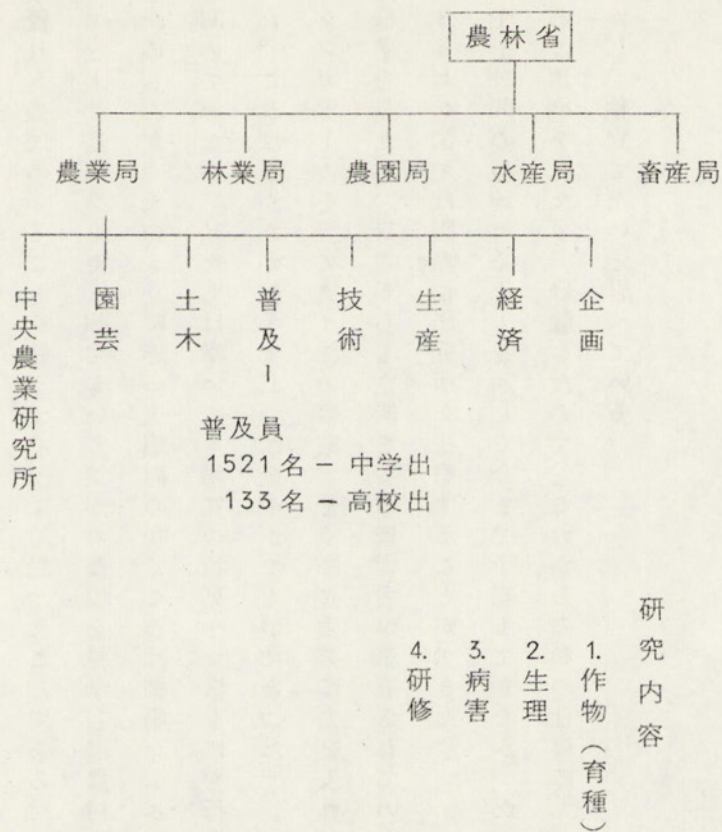 農林省
農業局 林業局 農園局 水産局 畜産局
企画
経済
生産
技術
普及
土木
園芸
中央農業研究所
普及員
1521名 － 中学出
133名 － 高校出
研究内容
1. 作物（育種）
2. 生理
3. 病害
4. 研修